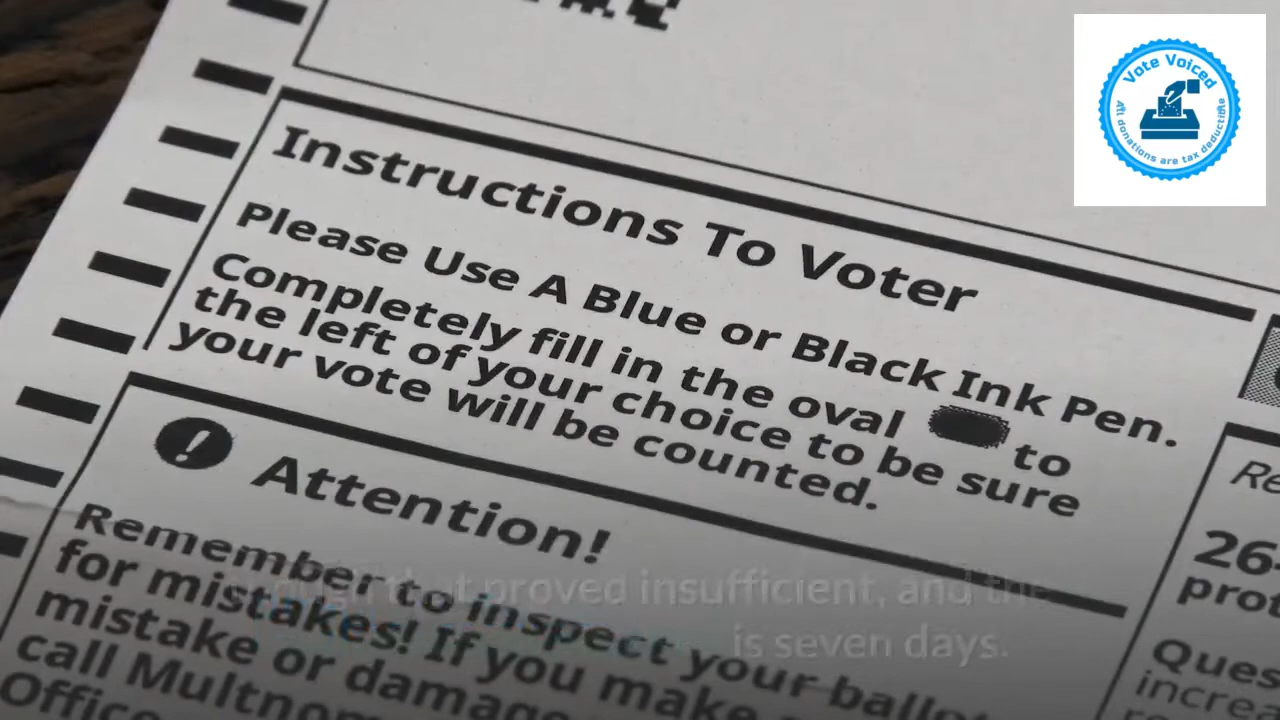 Vote Voiced
All donations are tax deductible
Instructions To Voter
Please Use A Blue or Black Ink Pen.
Completely fill in the oval to
the left of your choice to be sure
your vote will be counted.
Attention!
Remember to inspect your ballot
for mistakes! If you make a
mistake or damage
call Multnom
Office
Re
26-
prot
Ques
increa
that proved insufficient, and the
is seven days.